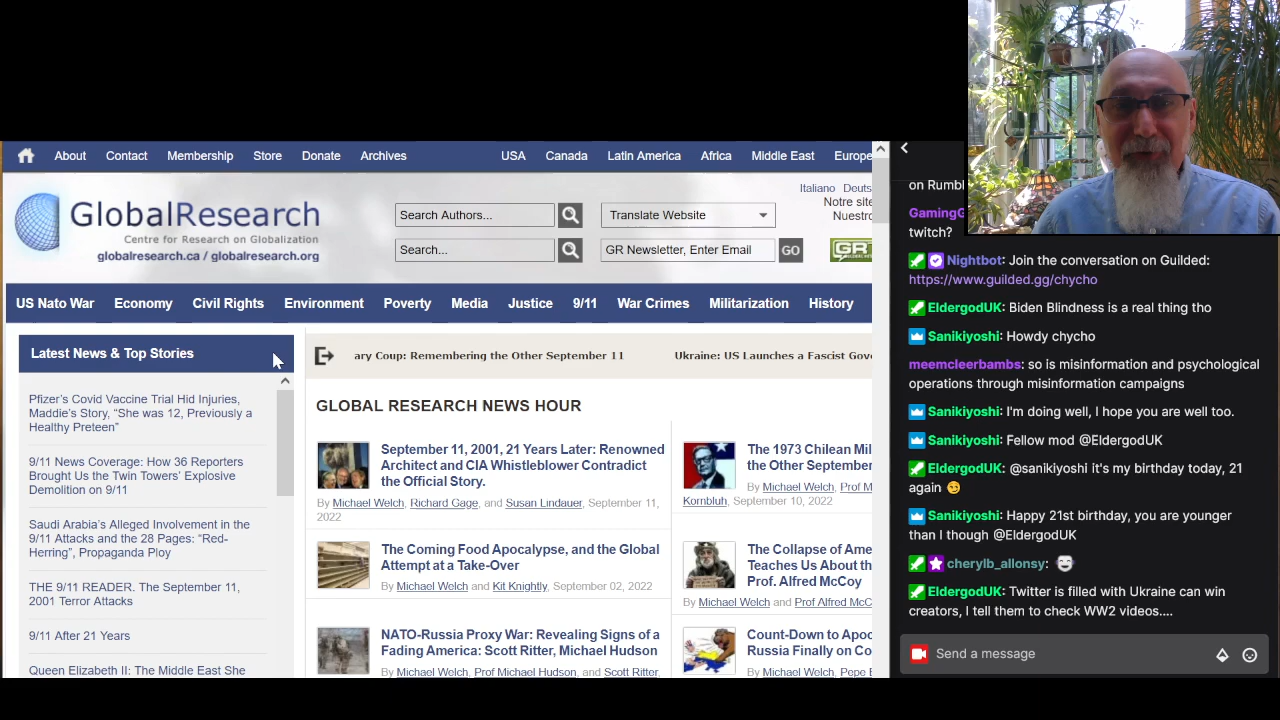 About Contact Membership Store Donate Archives USA Canada Latin America Africa Middle East Europe
Italiano Deuts
Notre site
Nuestro
GlobalResearch
Centre for Research on Globalization
globalresearch.ca / globalresearch.org
Search Authors...
Translate Website
Search...
GR Newsletter, Enter Email
GO
GR
US Nato War Economy Civil Rights Environment Poverty Media Justice 9/11 War Crimes Militarization History
Latest News & Top Stories
Pfizer's Covid Vaccine Trial Hid Injuries,
Maddie's Story, “She was 12, Previously a
Healthy Preteen”
9/11 News Coverage: How 36 Reporters
Brought Us the Twin Towers' Explosive
Demolition on 9/11
Saudi Arabia's Alleged Involvement in the
9/11 Attacks and the 28 Pages: “Red-
Herring”, Propaganda Ploy
THE 9/11 READER. The September 11,
2001 Terror Attacks
9/11 After 21 Years
Queen Elizabeth II: The Middle East She
ary Coup: Remembering the Other September 11 Ukraine: US Launches a Fascist Gove
GLOBAL RESEARCH NEWS HOUR
September 11, 2001, 21 Years Later: Renowned
Architect and CIA Whistleblower Contradict
the Official Story.
By Michael Welch, Richard Gage, and Susan Lindauer, September 11,
2022
The 1973 Chilean Mil
the Other September
By Michael Welch, Prof M
Kornbluh, September 10, 2022
The Coming Food Apocalypse, and the Global
Attempt at a Take-Over
By Michael Welch and Kit Knightly, September 02, 2022
The Collapse of Ame
Teaches Us About th
Prof. Alfred McCoy
By Michael Welch and Prof Alfred McC
NATO-Russia Proxy War: Revealing Signs of a
Fading America: Scott Ritter, Michael Hudson
By Michael Welch, Prof Michael Hudson, and Scott Ritter,
Count-Down to Apoc
Russia Finally on Co
By Michael Welch, Pepe E
on Rumbl
GamingG
twitch?
Nightbot: Join the conversation on Guilded:
https://www.guilded.gg/chycho
EldergodUK: Biden Blindness is a real thing tho
Sanikiyoshi: Howdy chycho
meemcleerbambs: so is misinformation and psychological
operations through misinformation campaigns
Sanikiyoshi: I'm doing well, I hope you are well too.
Sanikiyoshi: Fellow mod @EldergodUK
EldergodUK: @sanikiyoshi it's my birthday today, 21
again
Sanikiyoshi: Happy 21st birthday, you are younger
than I though @EldergodUK
cherylb_allonsy:
EldergodUK: Twitter is filled with Ukraine can win
creators, I tell them to check WW2 videos....
Send a message